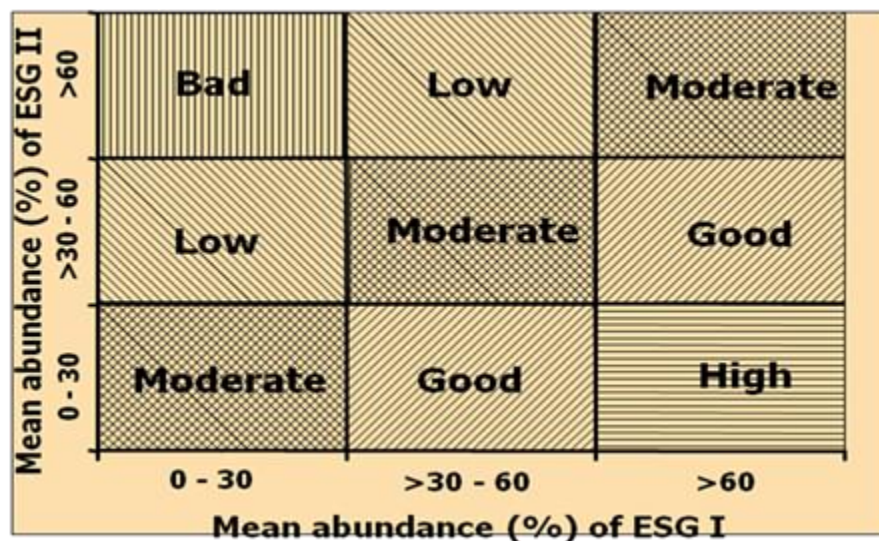 Mean abundance (%) of ESG II
>60
Bad
Low
Moderate
>30 - 60
Low
Moderate
Good
0 - 30
Moderate
Good
High
0 - 30
>30 - 60
>60
Mean abundance (%) of ESG I